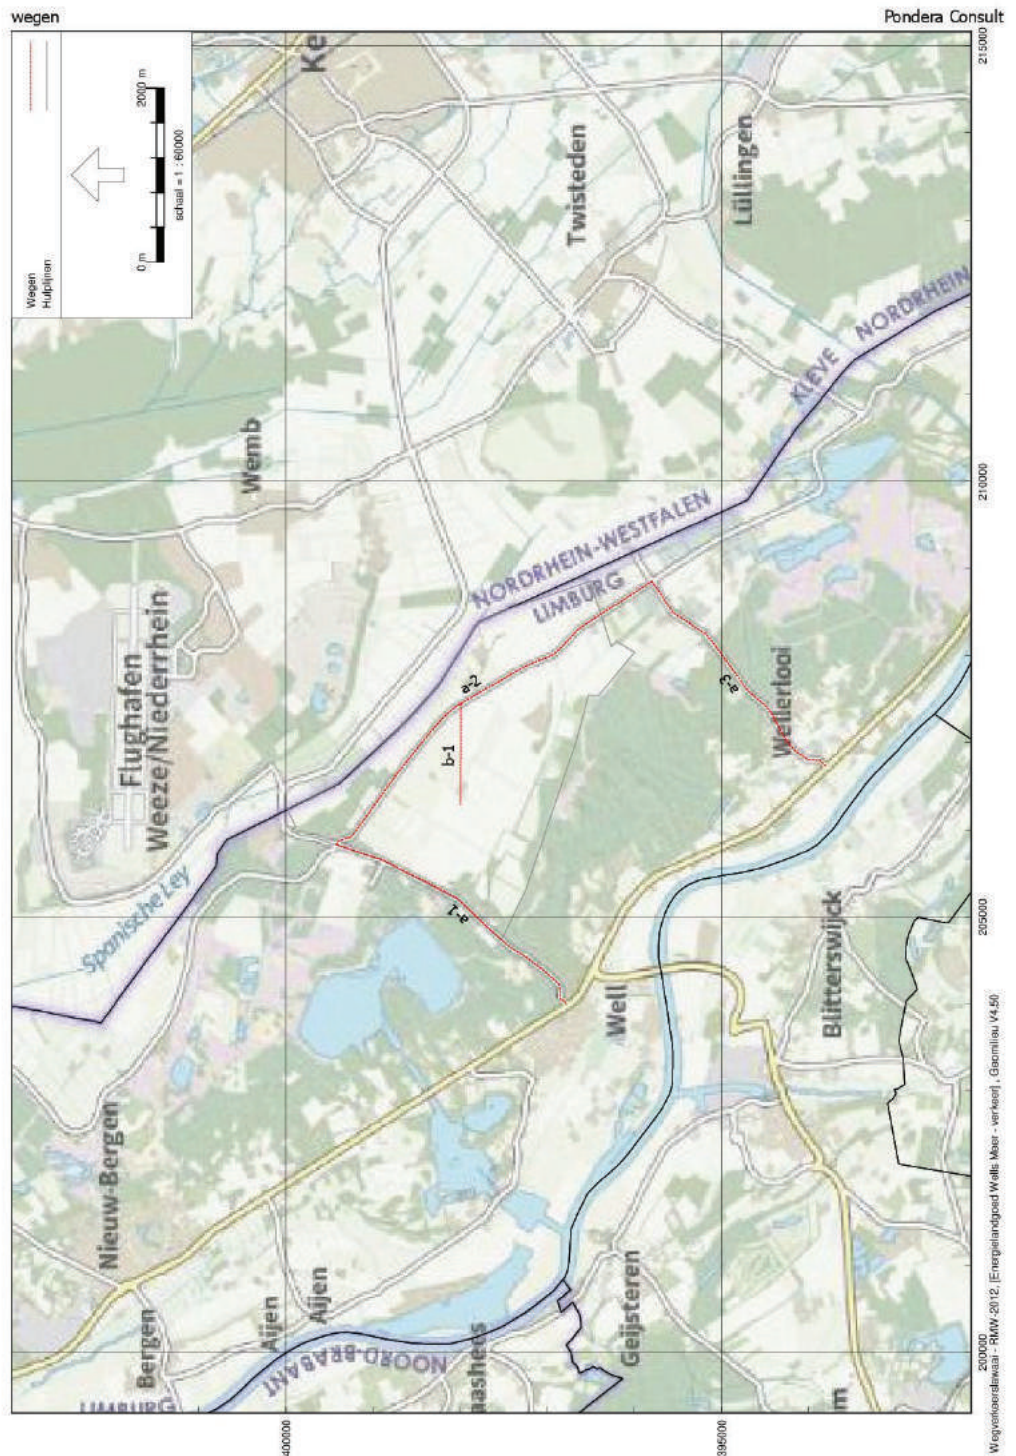 wegen
Pondera Consult
Wegen
Hulplijnen
0 m
2000 m
schaal = 1 : 60000
Ke
Wemb
Flughafen
Weeze/Niederrhein
Spanische Ley
Nieuw-Bergen
Bergen
Aijen
Aijen
NOORD-BRABANT
Geijsteren
Well
Blitterswijck
Wellerlooi
Twisteden
Lüllingen
NORDRHEIN-WESTFALEN
LIMBURG
KLEVE
NORDRHEIN
a-1
a-2
a-3
b-1
m
215000
210000
205000
200000
400000
395000
Wegverkeerslawaai - RMW-2012, [Energielandgoed Wells Meer - verkeer] , Geomilieu V4.50